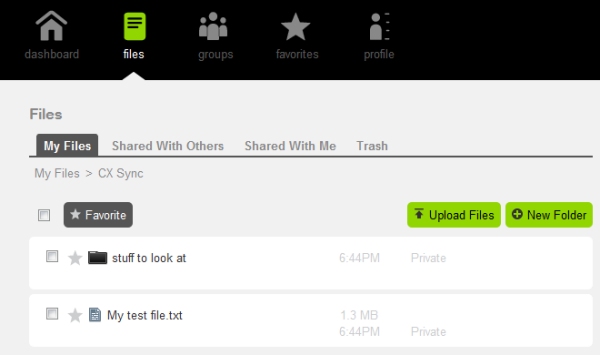 dashboard files groups favorites profile
Files
My Files Shared With Others Shared With Me Trash
My Files > CX Sync
Favorite Upload Files New Folder
stuff to look at 6:44PM Private
My test file.txt 1.3 MB
6:44PM Private